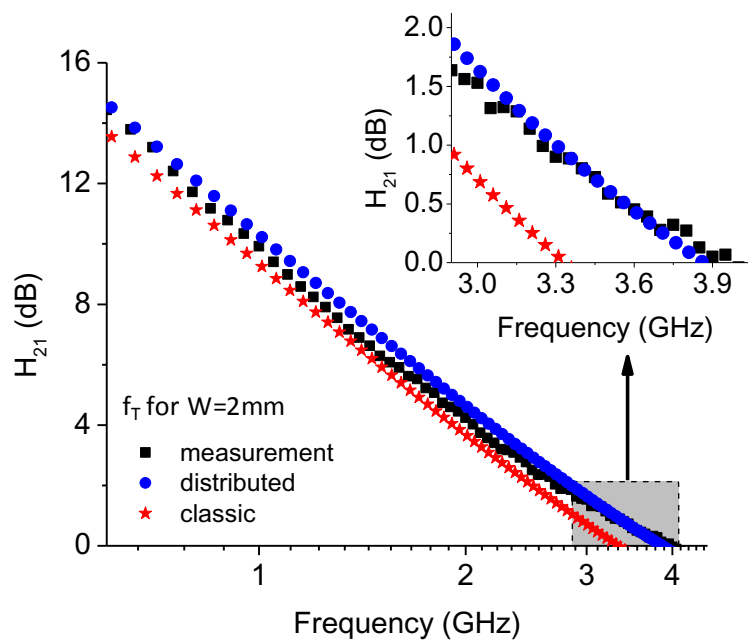 2.0
1.5
1.0
0.5
0.0
H21 (dB)
3.0 3.3 3.6 3.9
Frequency (GHz)
16
12
8
4
0
H21 (dB)
fT for W=2mm
measurement
distributed
classic
1 2 3 4
Frequency (GHz)